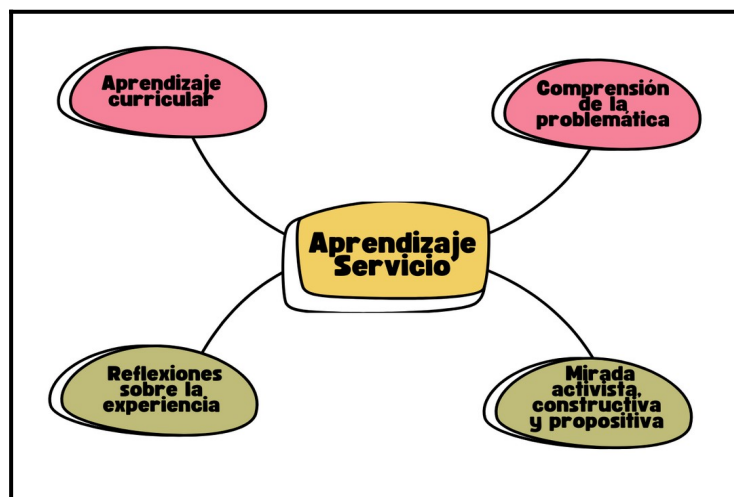 Aprendizaje
curricular
Comprensión
de la
problemática
Aprendizaje
Servicio
Reflexiones
sobre la
experiencia
Mirada
activista,
constructiva
y propositiva